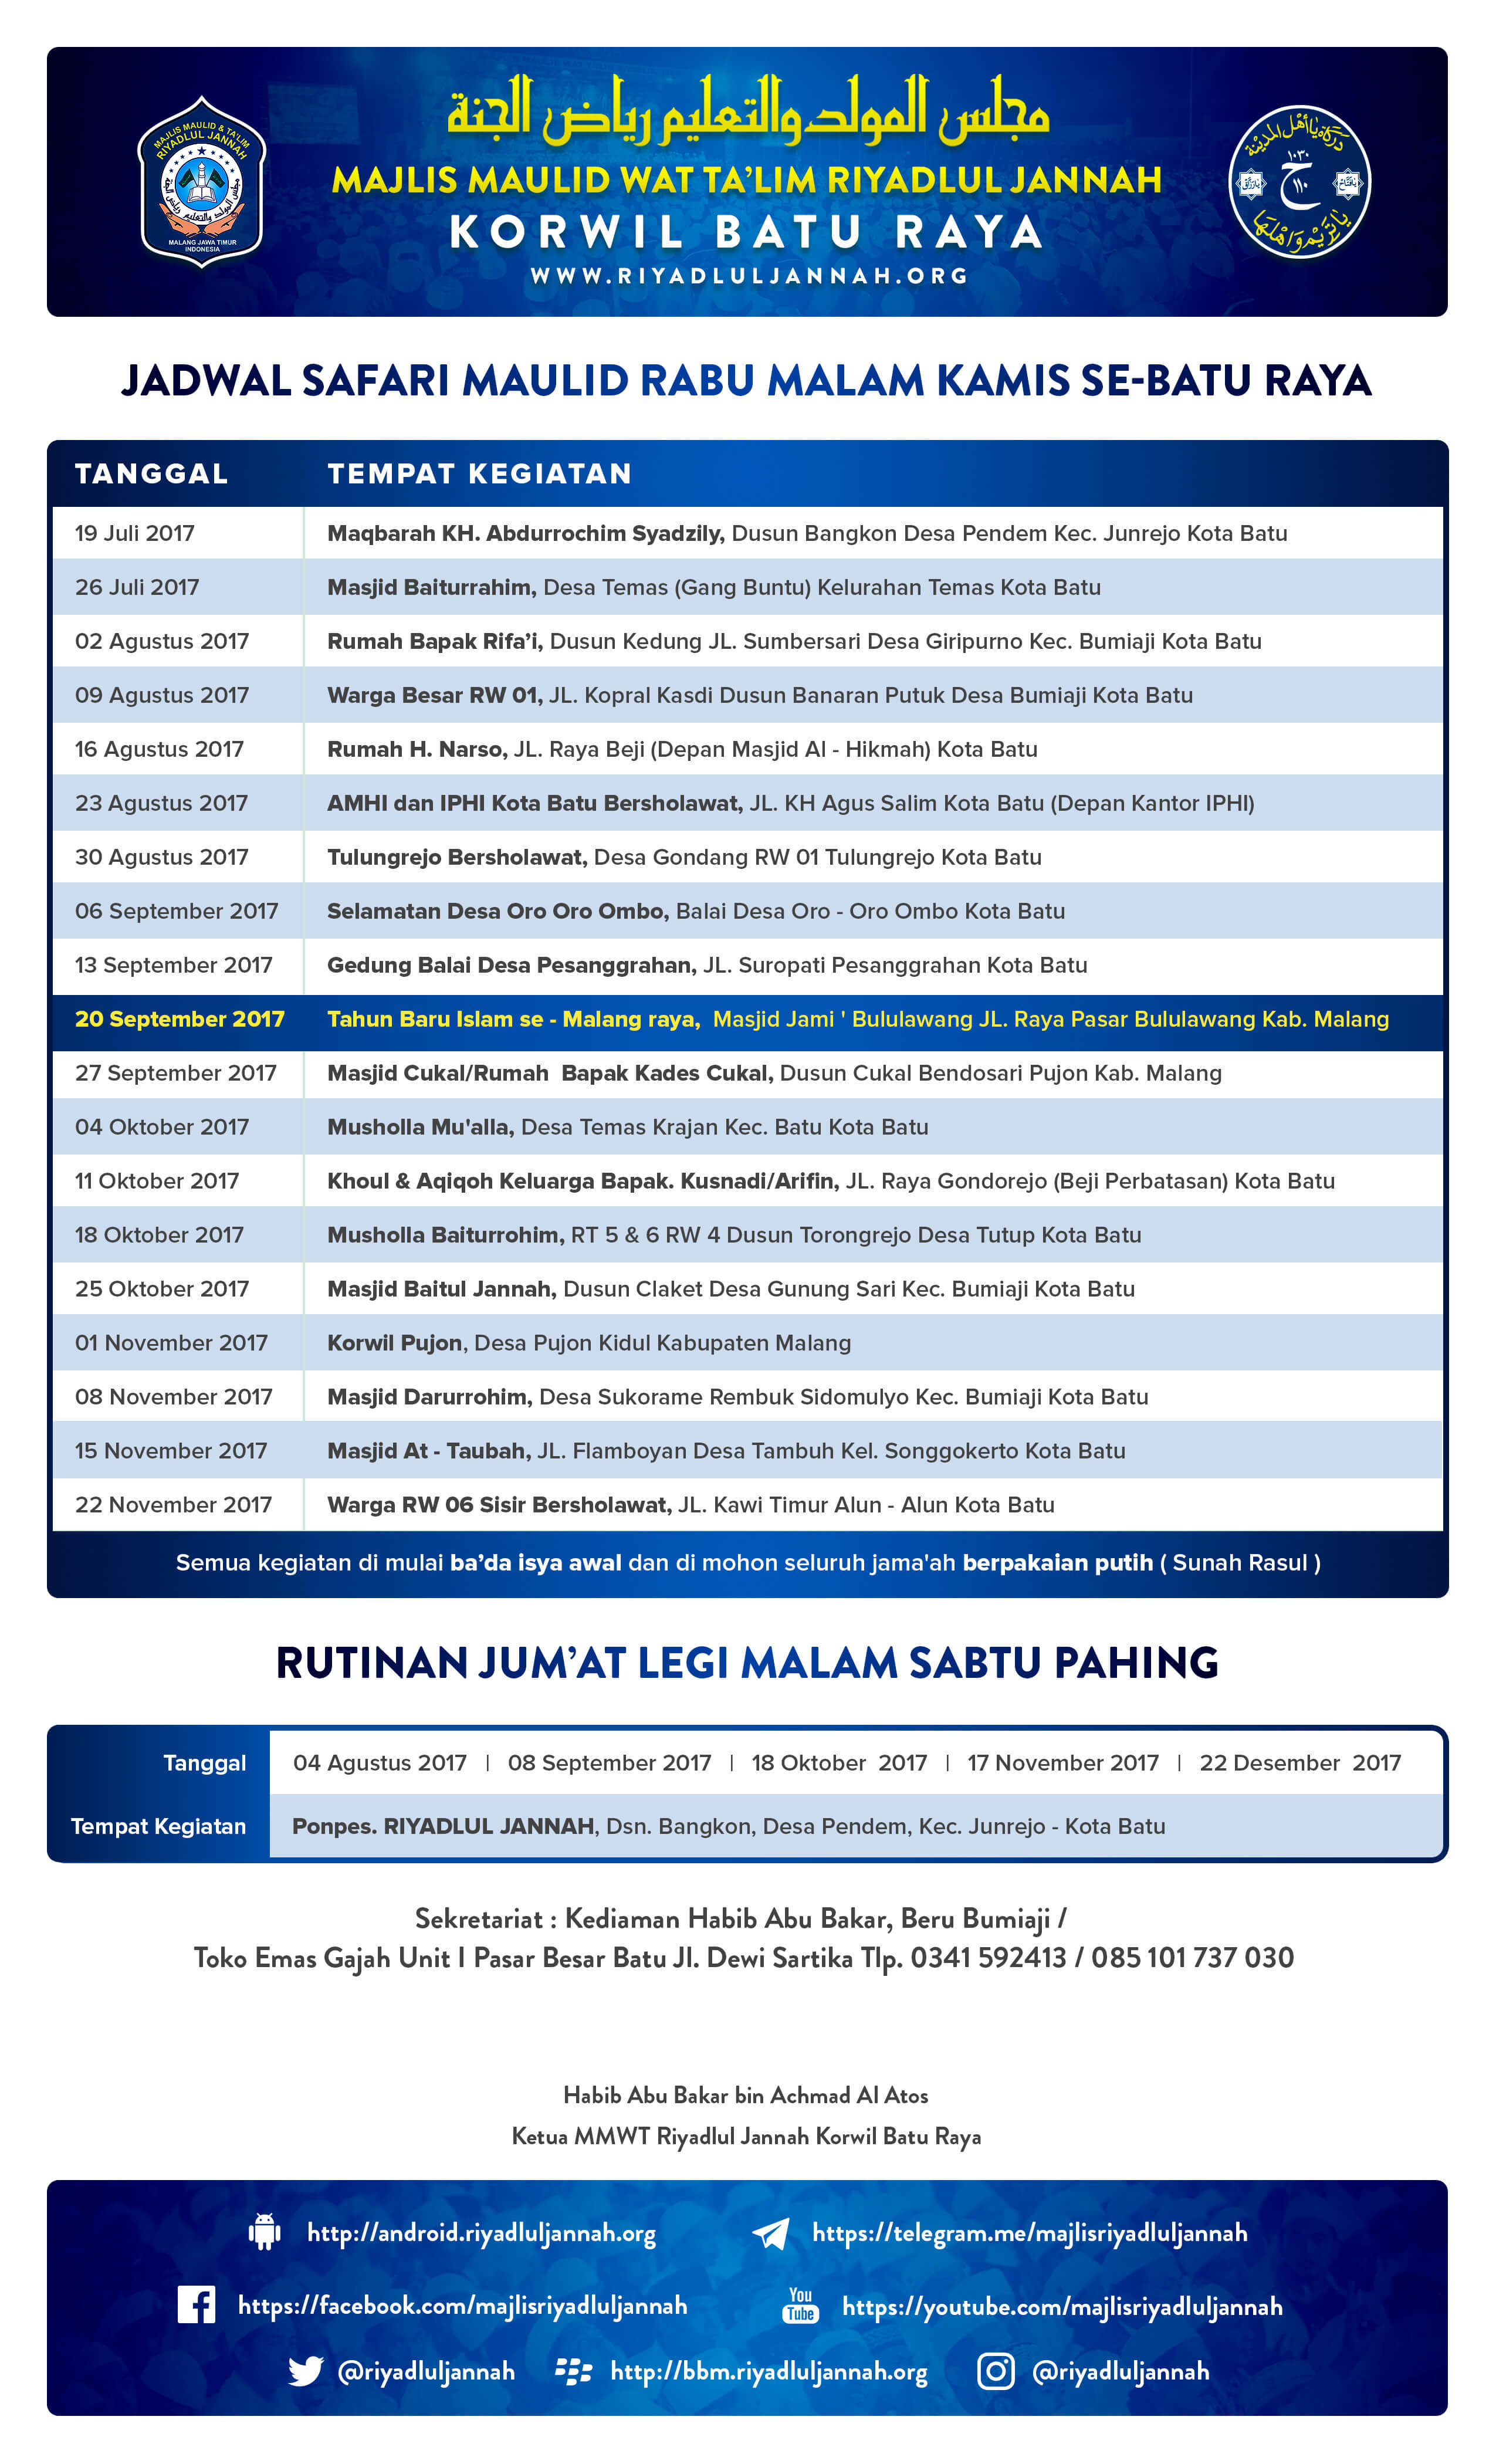 مجلس المولد والتعليم رياض الجنة
MAJLIS MAULID WAT TA’LIM RIYADLUL JANNAH
KORWIL BATU RAYA
WWW.RIYADLULJANNAH.ORG
MAJLIS MAULID & TA'LIM
RIYADLUL JANNAH
مجلس المولد والتعليم رياض الجنة
MALANG JAWA TIMUR
INDONESIA
١٠٣٠
ح
١١٠
JADWAL SAFARI MAULID RABU MALAM KAMIS SE-BATU RAYA
TANGGAL TEMPAT KEGIATAN
19 Juli 2017 Maqbarah KH. Abdurrochim Syadzily, Dusun Bangkon Desa Pendem Kec. Junrejo Kota Batu
26 Juli 2017 Masjid Baiturrahim, Desa Temas (Gang Buntu) Kelurahan Temas Kota Batu
02 Agustus 2017 Rumah Bapak Rifa’i, Dusun Kedung JL. Sumbersari Desa Giripurno Kec. Bumiaji Kota Batu
09 Agustus 2017 Warga Besar RW 01, JL. Kopral Kasdi Dusun Banaran Putuk Desa Bumiaji Kota Batu
16 Agustus 2017 Rumah H. Narso, JL. Raya Beji (Depan Masjid Al - Hikmah) Kota Batu
23 Agustus 2017 AMHI dan IPHI Kota Batu Bersholawat, JL. KH Agus Salim Kota Batu (Depan Kantor IPHI)
30 Agustus 2017 Tulungrejo Bersholawat, Desa Gondang RW 01 Tulungrejo Kota Batu
06 September 2017 Selamatan Desa Oro Oro Ombo, Balai Desa Oro - Oro Ombo Kota Batu
13 September 2017 Gedung Balai Desa Pesanggrahan, JL. Suropati Pesanggrahan Kota Batu
20 September 2017 Tahun Baru Islam se - Malang raya, Masjid Jami ' Bululawang JL. Raya Pasar Bululawang Kab. Malang
27 September 2017 Masjid Cukal/Rumah Bapak Kades Cukal, Dusun Cukal Bendosari Pujon Kab. Malang
04 Oktober 2017 Musholla Mu'alla, Desa Temas Krajan Kec. Batu Kota Batu
11 Oktober 2017 Khoul & Aqiqoh Keluarga Bapak. Kusnadi/Arifin, JL. Raya Gondorejo (Beji Perbatasan) Kota Batu
18 Oktober 2017 Musholla Baiturrohim, RT 5 & 6 RW 4 Dusun Torongrejo Desa Tutup Kota Batu
25 Oktober 2017 Masjid Baitul Jannah, Dusun Claket Desa Gunung Sari Kec. Bumiaji Kota Batu
01 November 2017 Korwil Pujon, Desa Pujon Kidul Kabupaten Malang
08 November 2017 Masjid Darurrohim, Desa Sukorame Rembuk Sidomulyo Kec. Bumiaji Kota Batu
15 November 2017 Masjid At - Taubah, JL. Flamboyan Desa Tambuh Kel. Songgokerto Kota Batu
22 November 2017 Warga RW 06 Sisir Bersholawat, JL. Kawi Timur Alun - Alun Kota Batu
Semua kegiatan di mulai ba’da isya awal dan di mohon seluruh jama'ah berpakaian putih ( Sunah Rasul )
RUTINAN JUM’AT LEGI MALAM SABTU PAHING
Tanggal 04 Agustus 2017 | 08 September 2017 | 18 Oktober 2017 | 17 November 2017 | 22 Desember 2017
Tempat Kegiatan Ponpes. RIYADLUL JANNAH, Dsn. Bangkon, Desa Pendem, Kec. Junrejo - Kota Batu
Sekretariat : Kediaman Habib Abu Bakar, Beru Bumiaji /
Toko Emas Gajah Unit I Pasar Besar Batu Jl. Dewi Sartika Tlp. 0341 592413 / 085 101 737 030
Habib Abu Bakar bin Achmad Al Atos
Ketua MMWT Riyadlul Jannah Korwil Batu Raya
http://android.riyadluljannah.org https://telegram.me/majlisriyadluljannah
https://facebook.com/majlisriyadluljannah You Tube https://youtube.com/majlisriyadluljannah
@riyadluljannah http://bbm.riyadluljannah.org @riyadluljannah